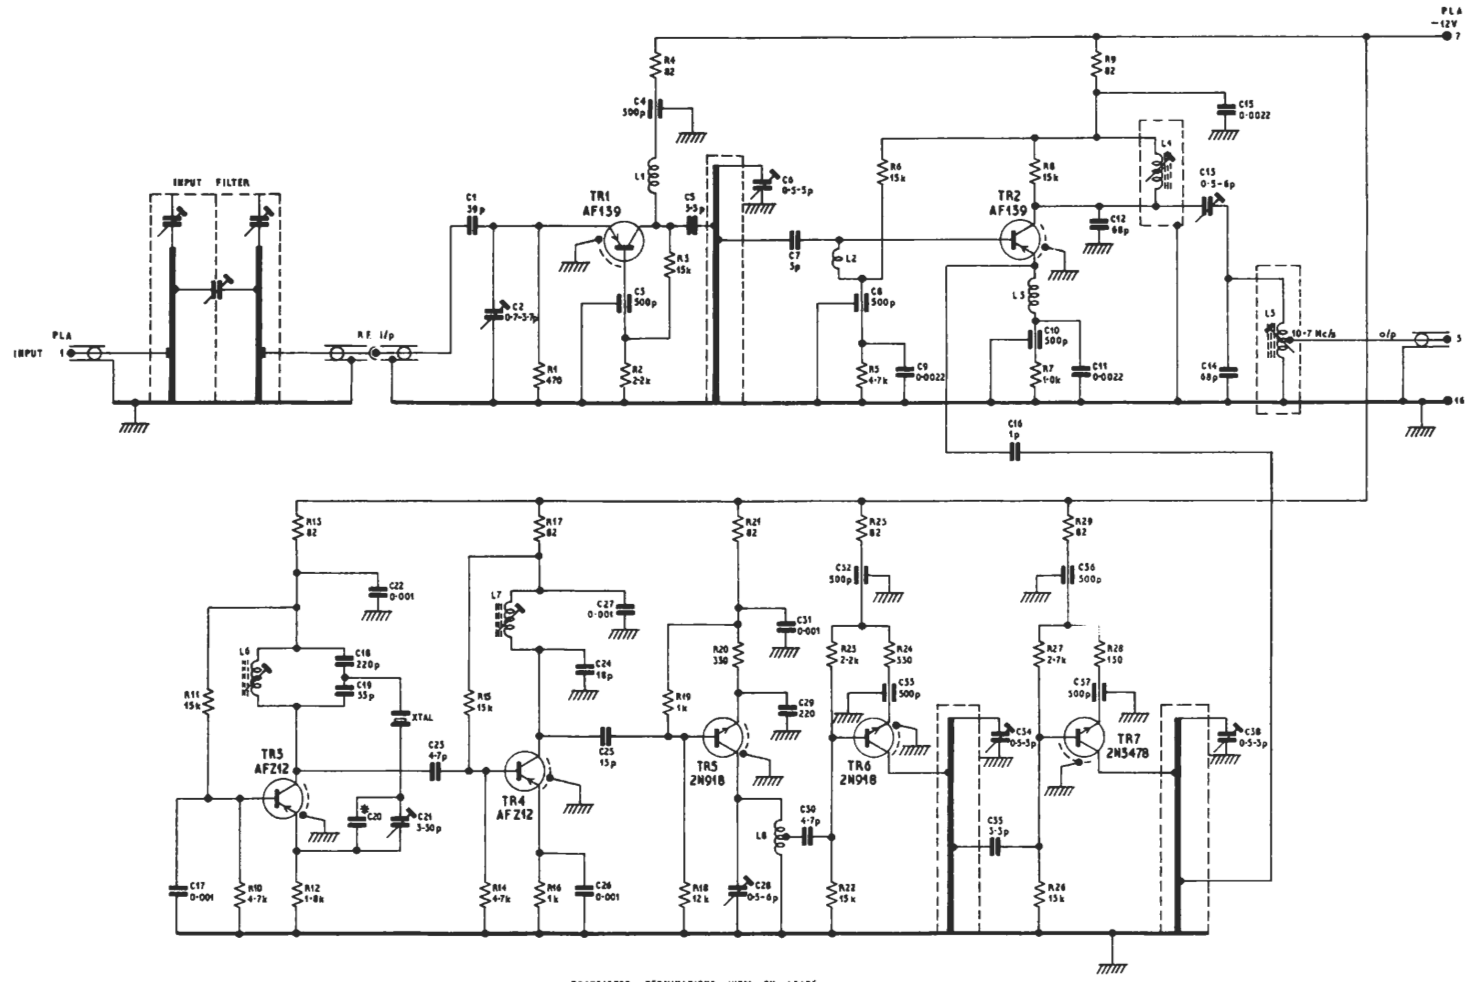 PLA
-12V
7
R4
82
R9
82
C4
500p
C15
0·0022
L4
INPUT FILTER
L1
C6
0·5-5p
R6
15k
R8
15k
C13
0·5-6p
C1
39p
TR1
AF139
C5
3·3p
TR2
AF139
C12
68p
R3
15k
C7
3p
L2
C3
500p
C8
500p
L3
C2
0·7-3·7p
L5
PLA
INPUT
1
R.F. i/p
C10
500p
10·7 Mc/s
o/p
5
R1
470
R2
2·2k
R5
4·7k
C9
0·0022
R7
1·0k
C11
0·0022
C14
68p
16
C16
1p
R13
82
R17
82
R21
82
R25
82
R29
82
C22
0·001
C32
500p
C36
500p
L7
C27
0·001
C31
0·001
L6
C18
220p
C19
33p
R20
330
R23
2·2k
R24
330
R27
2·7k
R28
150
C24
18p
R11
15k
XTAL
R15
15k
R19
1k
C29
220
C33
500p
C37
500p
TR3
AFZ12
C23
4·7p
C25
15p
TR5
2N918
TR6
2N918
C34
0·5-3p
TR7
2N3478
C38
0·5-3p
TR4
AFZ12
*
C20
C21
3-30p
L8
C30
4·7p
C35
3·3p
C17
0·001
R10
4·7k
R12
1·8k
R14
4·7k
R16
1k
C26
0·001
R18
12k
C28
0·5-6p
R22
15k
R26
15k